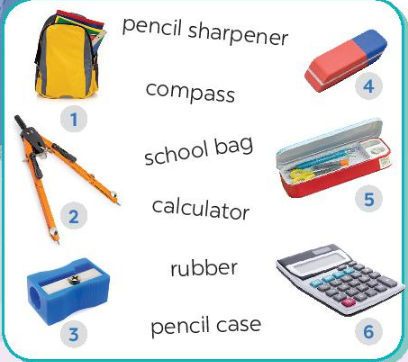 pencil sharpener
compass
school bag
calculator
rubber
pencil case
1
2
3
4
5
6